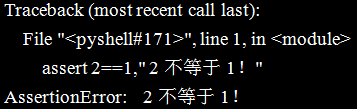 Traceback (most recent call last):
File "<pyshell#171>", line 1, in <module>
assert 2==1," 2 不等于 1！"
AssertionError: 2 不等于 1！